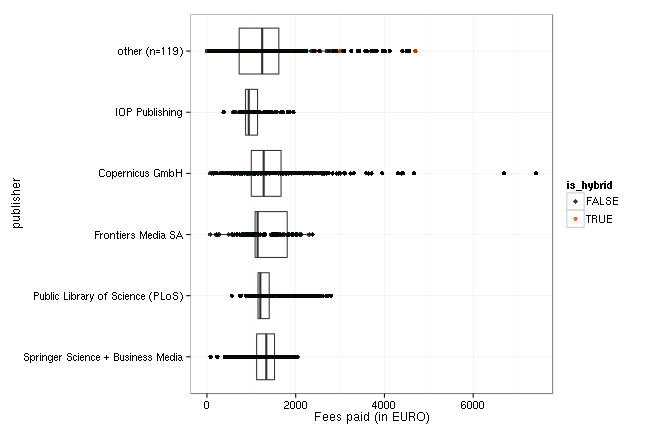 other (n=119)
IOP Publishing
Copernicus GmbH
Frontiers Media SA
Public Library of Science (PLoS)
Springer Science + Business Media
publisher
0 2000 4000 6000
Fees paid (in EURO)
is_hybrid
FALSE
TRUE